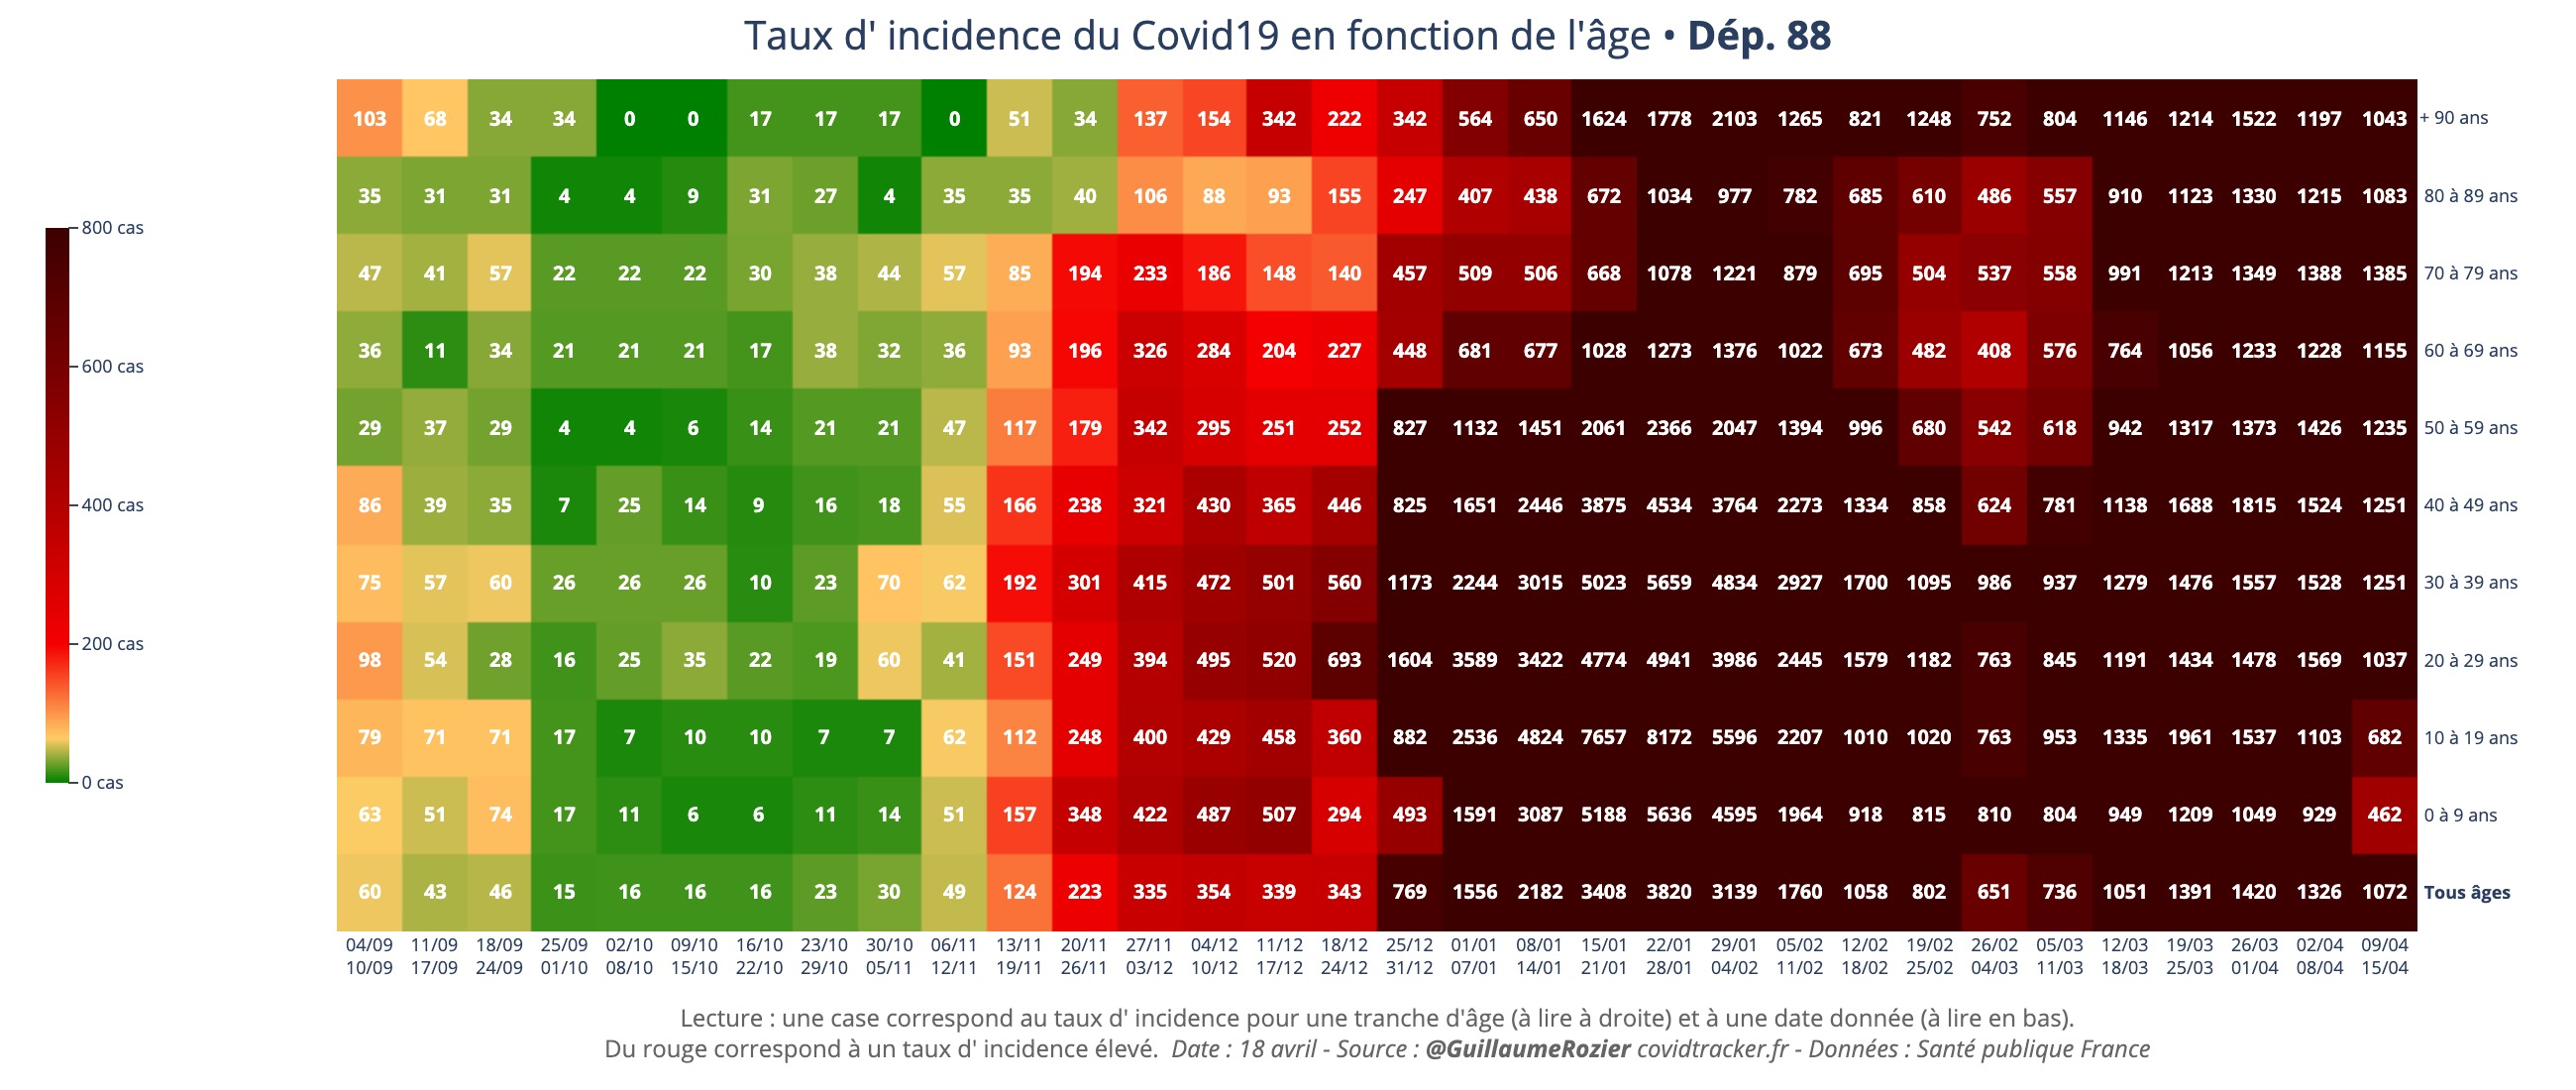 Taux d' incidence du Covid19 en fonction de l'âge • Dép. 88
103 68 34 34 0 0 17 17 17 0 51 34 137 154 342 222 342 564 650 1624 1778 2103 1265 821 1248 752 804 1146 1214 1522 1197 1043 + 90 ans
35 31 31 4 4 9 31 27 4 35 35 40 106 88 93 155 247 407 438 672 1034 977 782 685 610 486 557 910 1123 1330 1215 1083 80 à 89 ans
800 cas
47 41 57 22 22 22 30 38 44 57 85 194 233 186 148 140 457 509 506 668 1078 1221 879 695 504 537 558 991 1213 1349 1388 1385 70 à 79 ans
36 11 34 21 21 21 17 38 32 36 93 196 326 284 204 227 448 681 677 1028 1273 1376 1022 673 482 408 576 764 1056 1233 1228 1155 60 à 69 ans
600 cas
29 37 29 4 4 6 14 21 21 47 117 179 342 295 251 252 827 1132 1451 2061 2366 2047 1394 996 680 542 618 942 1317 1373 1426 1235 50 à 59 ans
400 cas
86 39 35 7 25 14 9 16 18 55 166 238 321 430 365 446 825 1651 2446 3875 4534 3764 2273 1334 858 624 781 1138 1688 1815 1524 1251 40 à 49 ans
75 57 60 26 26 26 10 23 70 62 192 301 415 472 501 560 1173 2244 3015 5023 5659 4834 2927 1700 1095 986 937 1279 1476 1557 1528 1251 30 à 39 ans
200 cas
98 54 28 16 25 35 22 19 60 41 151 249 394 495 520 693 1604 3589 3422 4774 4941 3986 2445 1579 1182 763 845 1191 1434 1478 1569 1037 20 à 29 ans
79 71 71 17 7 10 10 7 7 62 112 248 400 429 458 360 882 2536 4824 7657 8172 5596 2207 1010 1020 763 953 1335 1961 1537 1103 682 10 à 19 ans
0 cas
63 51 74 17 11 6 6 11 14 51 157 348 422 487 507 294 493 1591 3087 5188 5636 4595 1964 918 815 810 804 949 1209 1049 929 462 0 à 9 ans
60 43 46 15 16 16 16 23 30 49 124 223 335 354 339 343 769 1556 2182 3408 3820 3139 1760 1058 802 651 736 1051 1391 1420 1326 1072 Tous âges
04/09 11/09 18/09 25/09 02/10 09/10 16/10 23/10 30/10 06/11 13/11 20/11 27/11 04/12 11/12 18/12 25/12 01/01 08/01 15/01 22/01 29/01 05/02 12/02 19/02 26/02 05/03 12/03 19/03 26/03 02/04 09/04
10/09 17/09 24/09 01/10 08/10 15/10 22/10 29/10 05/11 12/11 19/11 26/11 03/12 10/12 17/12 24/12 31/12 07/01 14/01 21/01 28/01 04/02 11/02 18/02 25/02 04/03 11/03 18/03 25/03 01/04 08/04 15/04
Lecture : une case correspond au taux d' incidence pour une tranche d'âge (à lire à droite) et à une date donnée (à lire en bas).
Du rouge correspond à un taux d' incidence élevé. Date : 18 avril - Source : @GuillaumeRozier covidtracker.fr - Données : Santé publique France